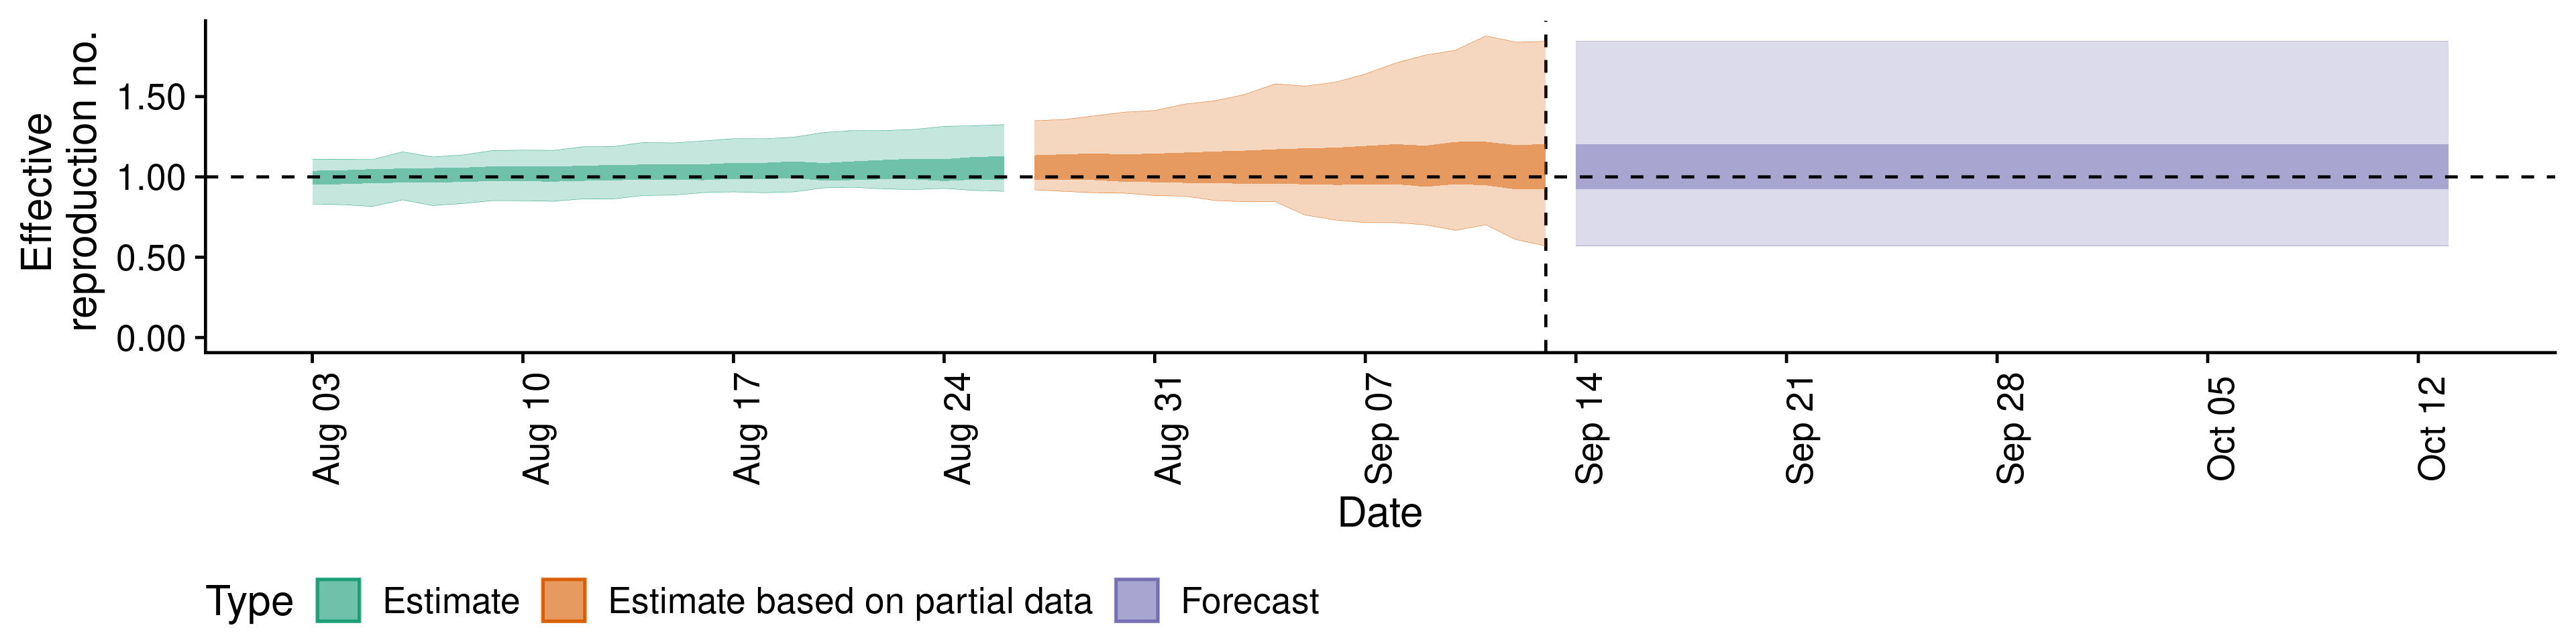 Effective
reproduction no.
1.50
1.00
0.50
0.00
Aug 03
Aug 10
Aug 17
Aug 24
Aug 31
Sep 07
Sep 14
Sep 21
Sep 28
Oct 05
Oct 12
Date
Type Estimate Estimate based on partial data Forecast